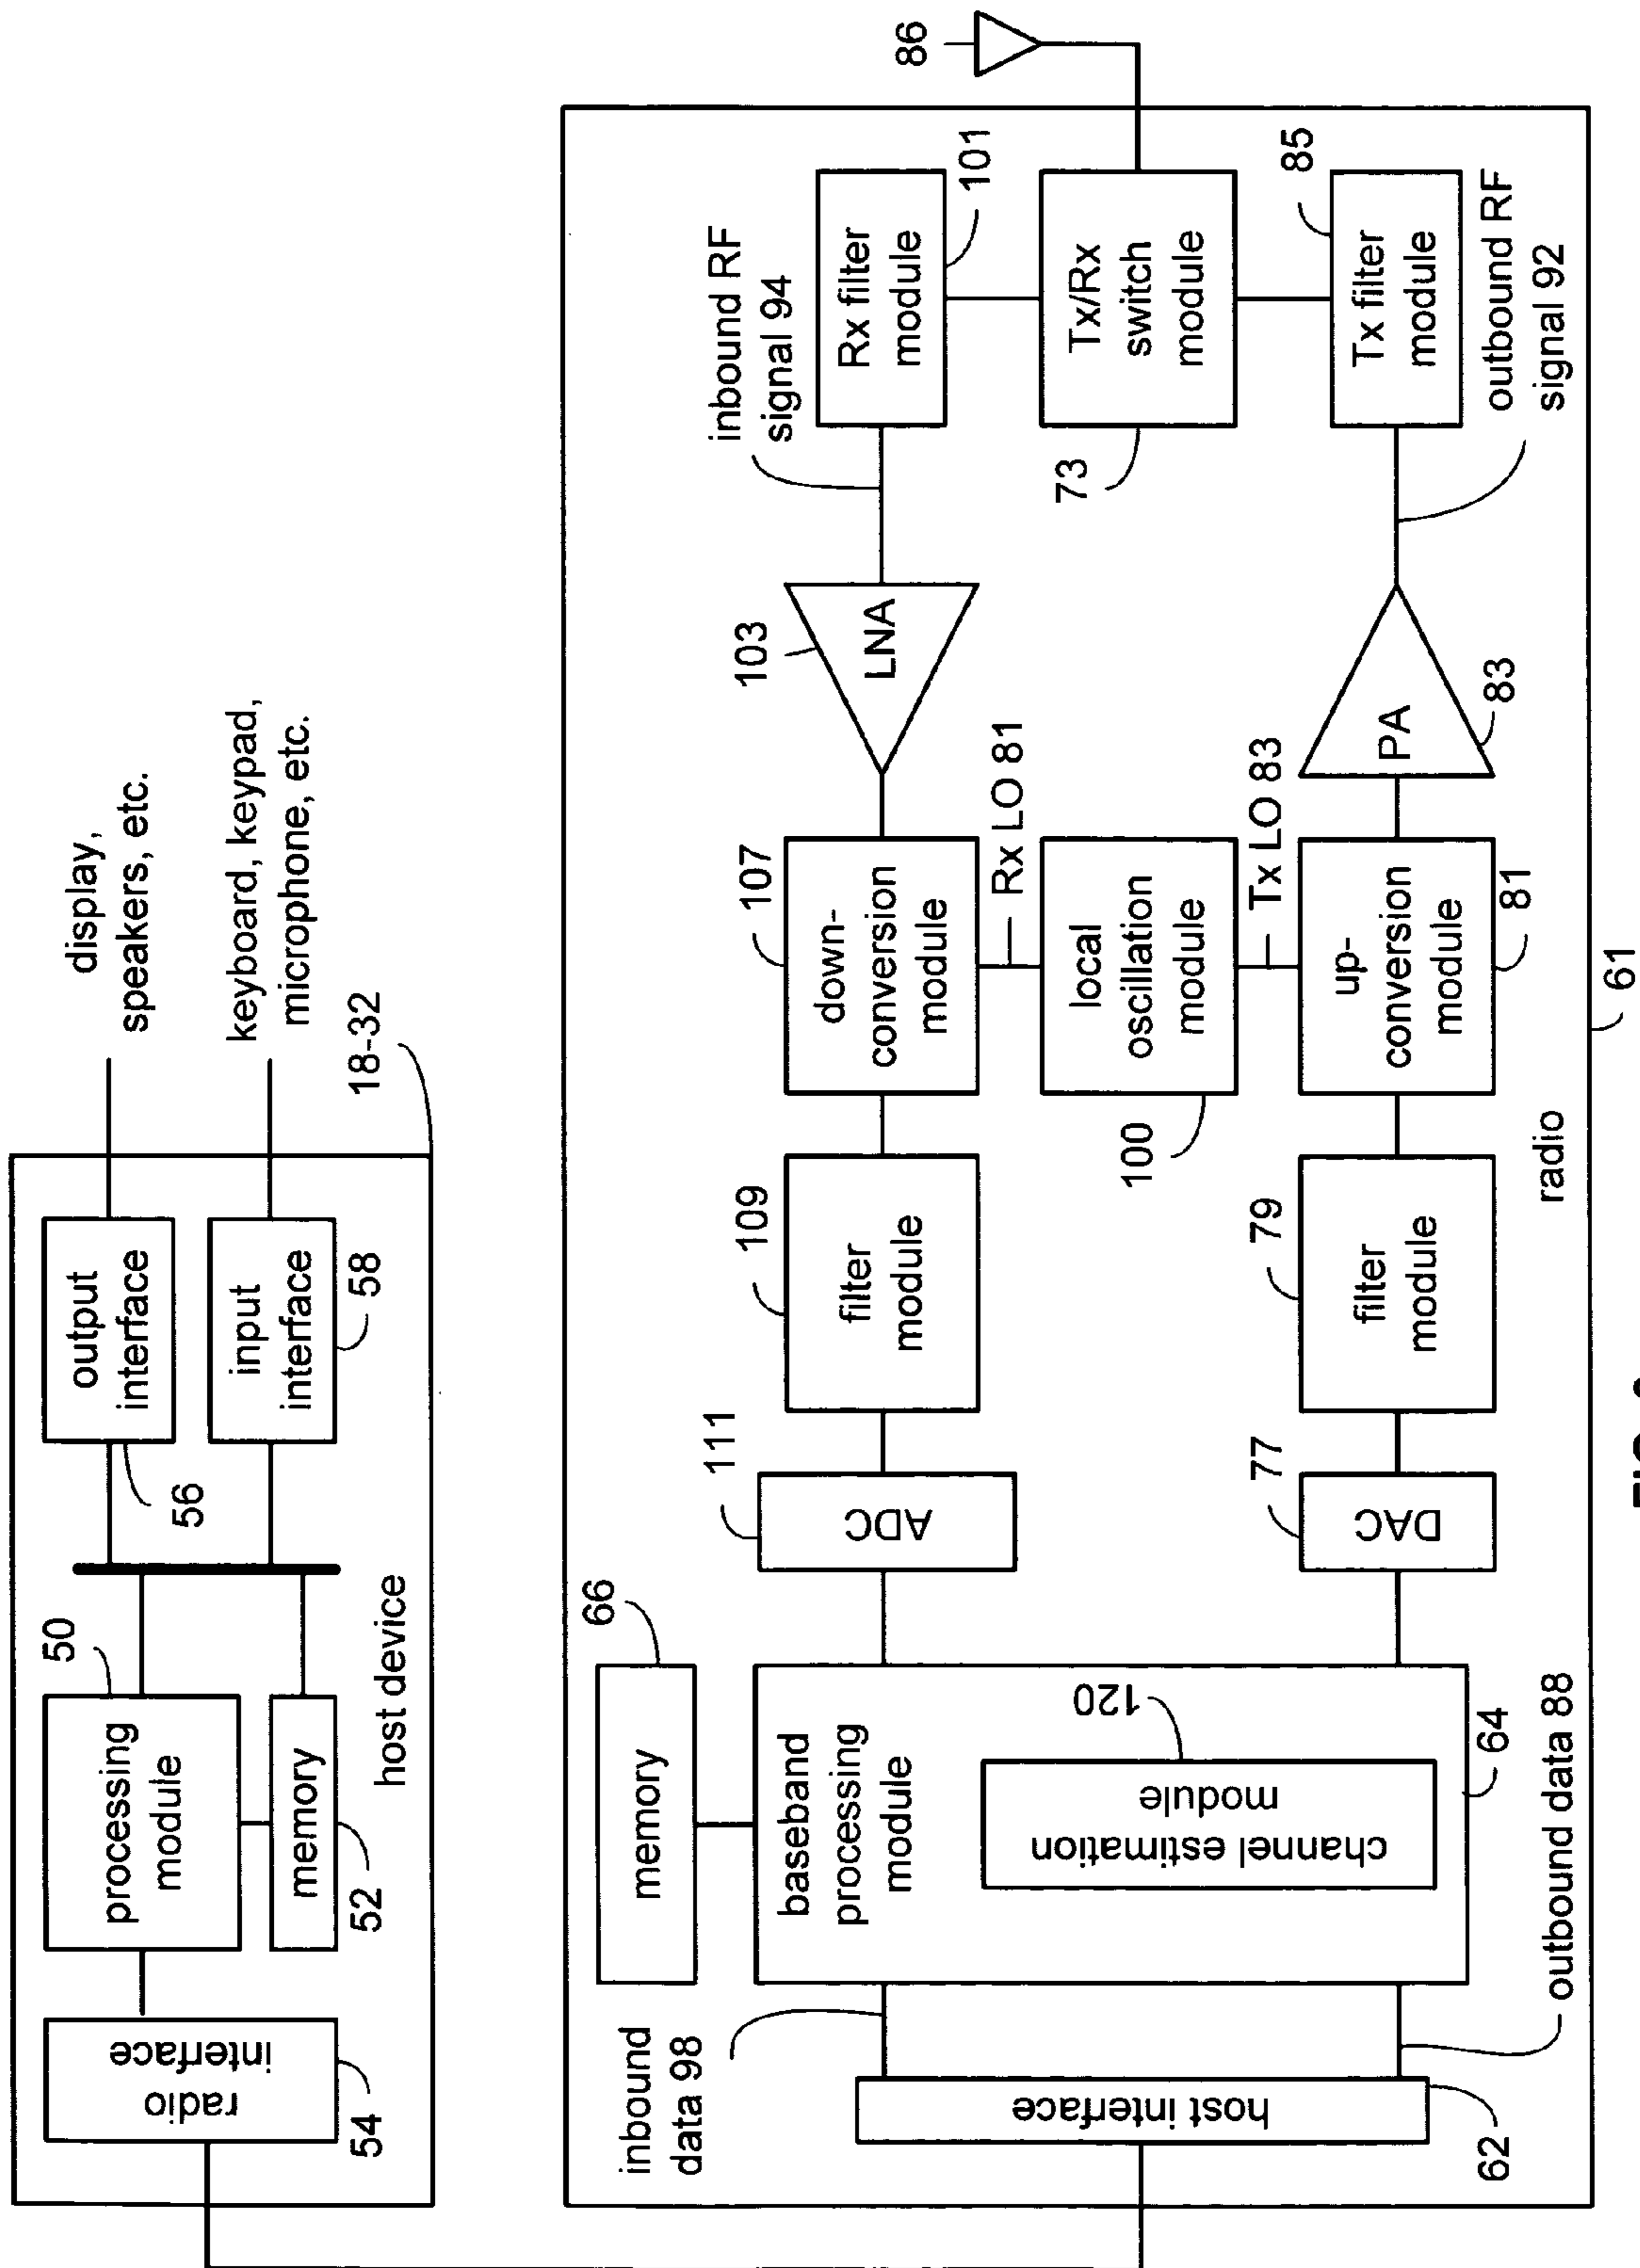 display,
speakers, etc.
keyboard, keypad,
microphone, etc.
18-32
output
interface
56
input
interface
58
50
processing
module
memory
52
host device
radio
interface
54
86
inbound RF
signal 94
Rx filter
module
101
Tx/Rx
switch
module
73
85
Tx filter
module
outbound RF
signal 92
103
LNA
PA
83
107
down-
conversion
module
Rx LO 81
local
oscillation
module
100
Tx LO 83
up-
conversion
module
81
109
filter
module
79
filter
module
radio
61
111
ADC
77
DAC
66
memory
baseband
processing
module
120
channel estimation
module
64
inbound
data 98
outbound data 88
host interface
62